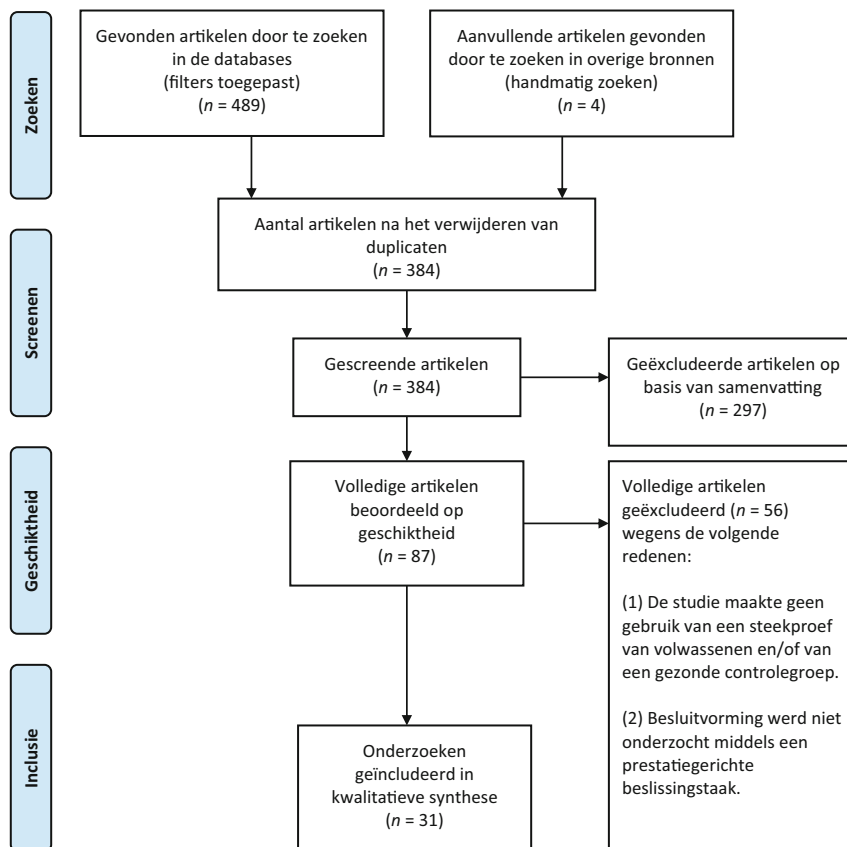 Zoeken
Gevonden artikelen door te zoeken
in de databases
(filters toegepast)
(n = 489)
Aanvullende artikelen gevonden
door te zoeken in overige bronnen
(handmatig zoeken)
(n = 4)
Screenen
Aantal artikelen na het verwijderen van
duplicaten
(n = 384)
Gescreende artikelen
(n = 384)
Geëxcludeerde artikelen op
basis van samenvatting
(n = 297)
Geschiktheid
Volledige artikelen
beoordeeld op
geschiktheid
(n = 87)
Volledige artikelen
geëxcludeerd (n = 56)
wegens de volgende
redenen:
(1) De studie maakte geen
gebruik van een steekproef
van volwassenen en/of van
een gezonde controlegroep.
(2) Besluitvorming werd niet
onderzocht middels een
prestatiegerichte
beslissingstaak.
Inclusie
Onderzoeken
geïncludeerd in
kwalitatieve synthese
(n = 31)